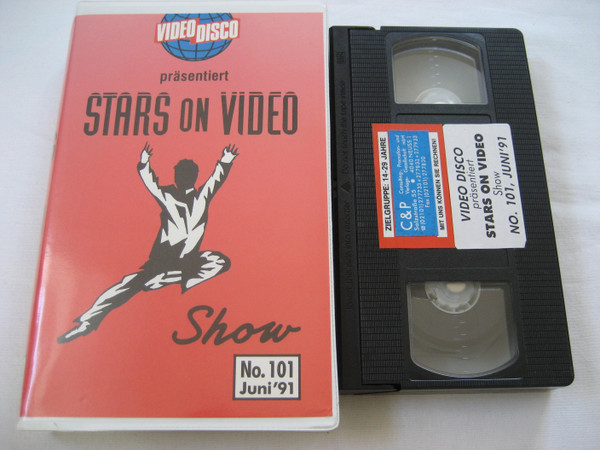 VIDEO DISCO
präsentiert
STARS ON VIDEO
Show
No. 101
Juni'91
ZIELGRUPPE: 14-29 JAHRE
C&P
MIT UNS KÖNNEN SIE RECHNEN!
VIDEO DISCO
präsentiert
STARS ON VIDEO
Show
NO. 101, JUNI'91